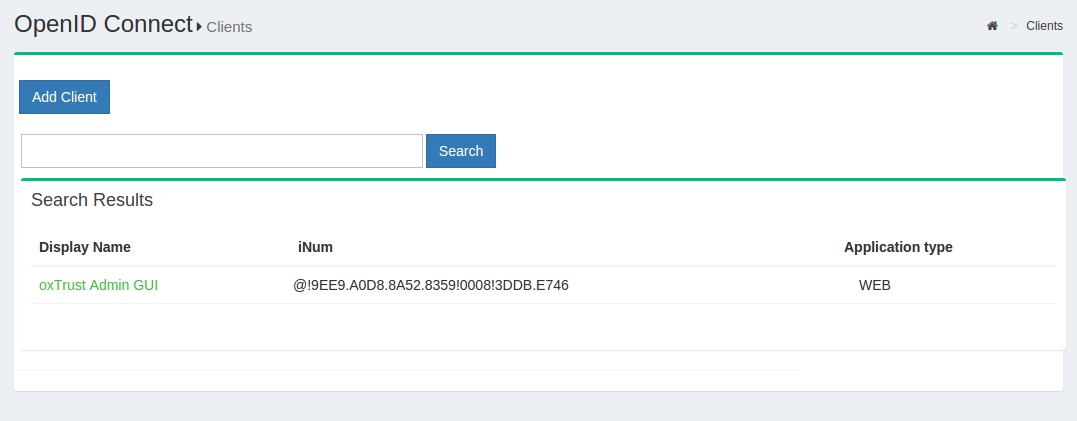 OpenID Connect Clients
> Clients
Add Client
Search
Search Results
Display Name iNum Application type
oxTrust Admin GUI @!9EE9.A0D8.8A52.8359!0008!3DDB.E746 WEB